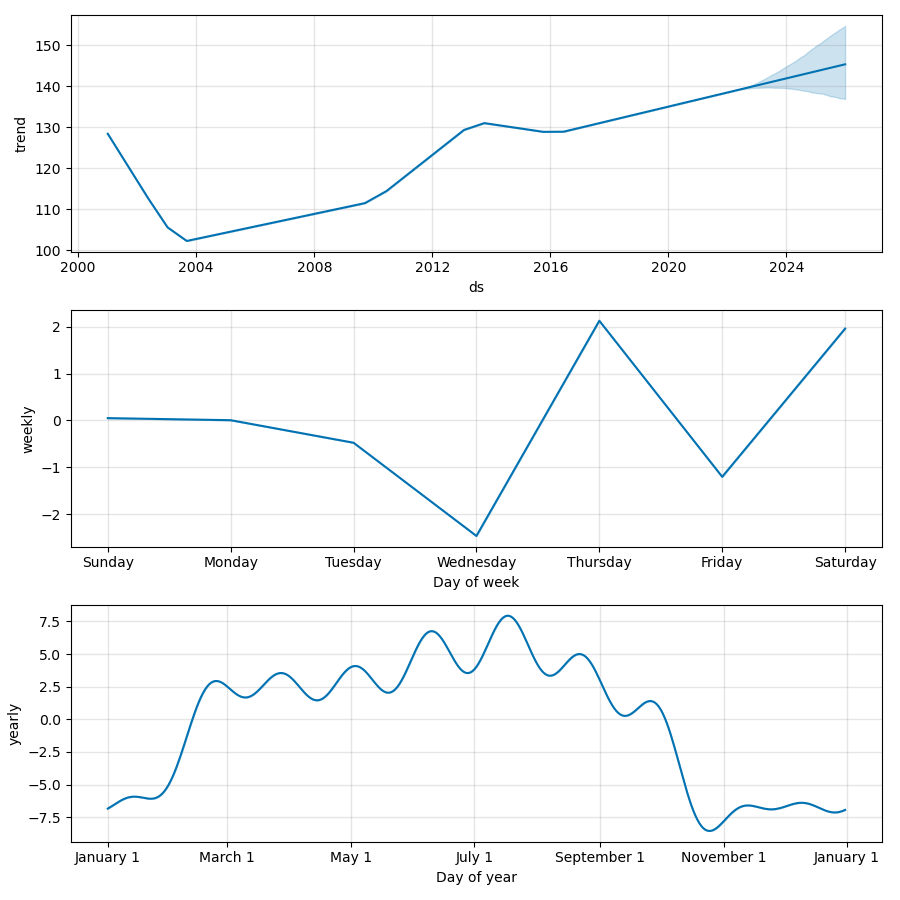 trend
150
140
130
120
110
100
2000 2004 2008 2012 2016 2020 2024
ds
weekly
2
1
0
−1
−2
Sunday Monday Tuesday Wednesday Thursday Friday Saturday
Day of week
yearly
7.5
5.0
2.5
0.0
−2.5
−5.0
−7.5
January 1 March 1 May 1 July 1 September 1 November 1 January 1
Day of year